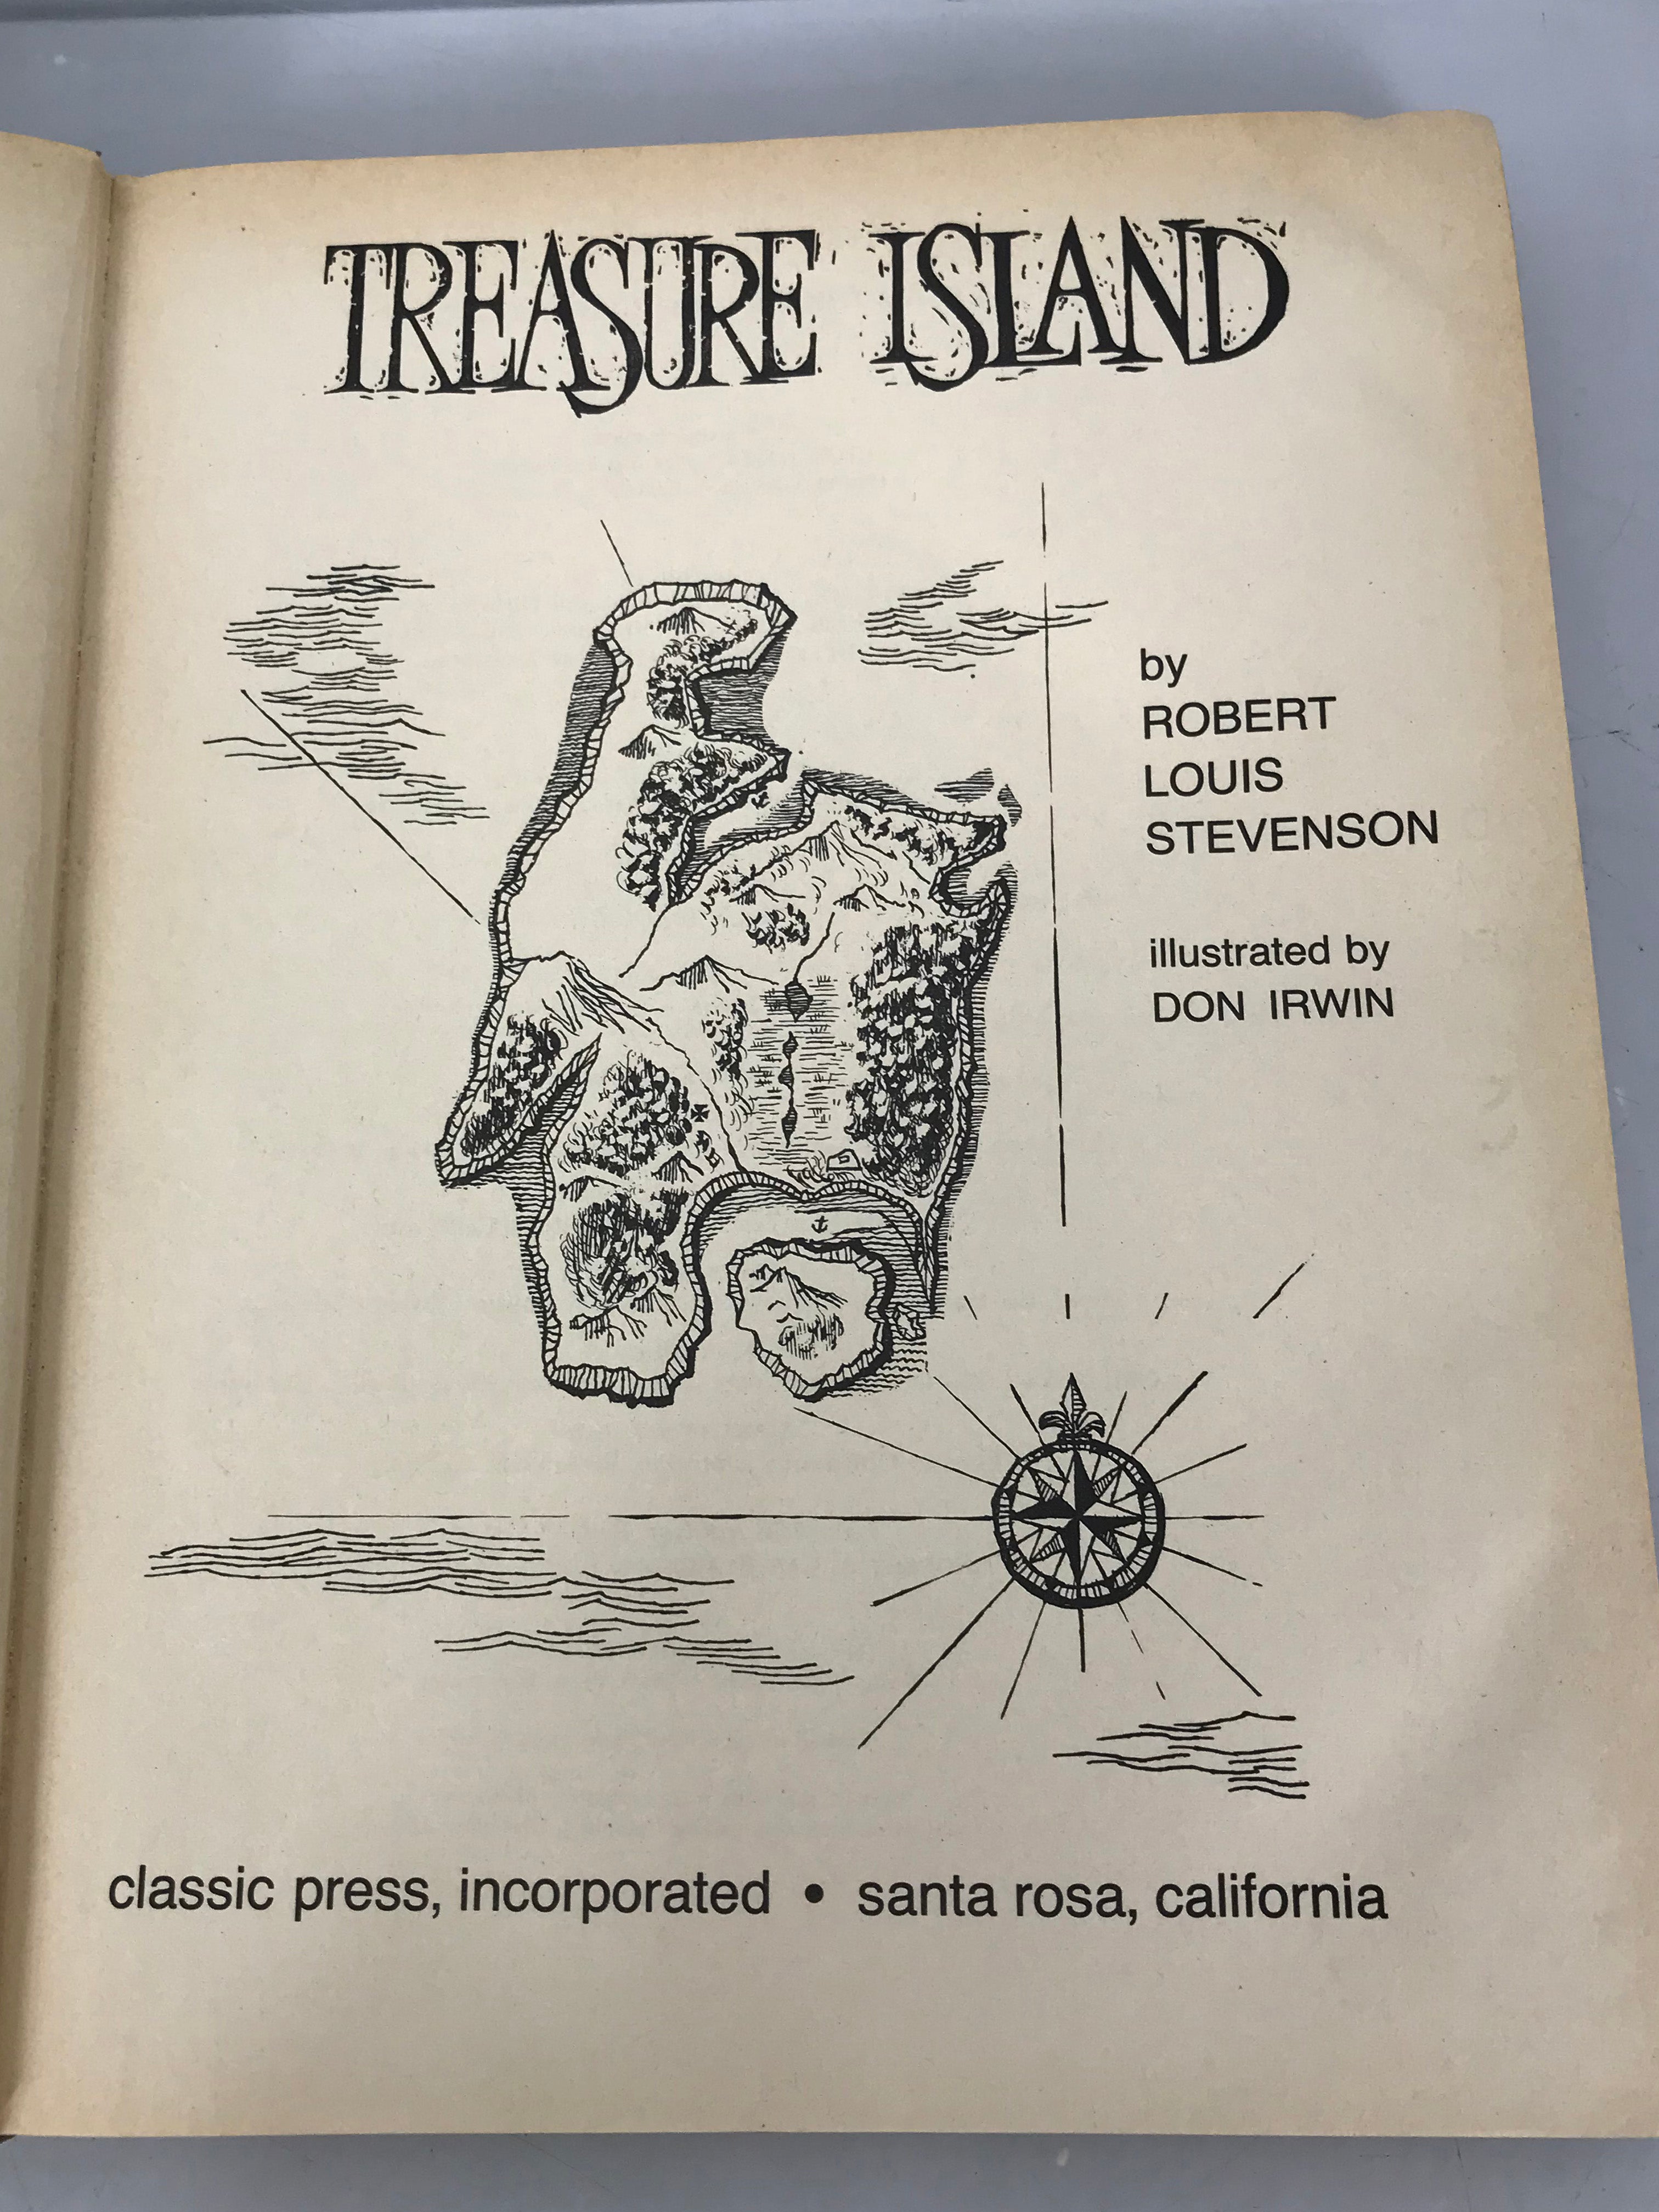 TREASURE ISLAND
by
ROBERT
LOUIS
STEVENSON
illustrated by
DON IRWIN
classic press, incorporated • santa rosa, california